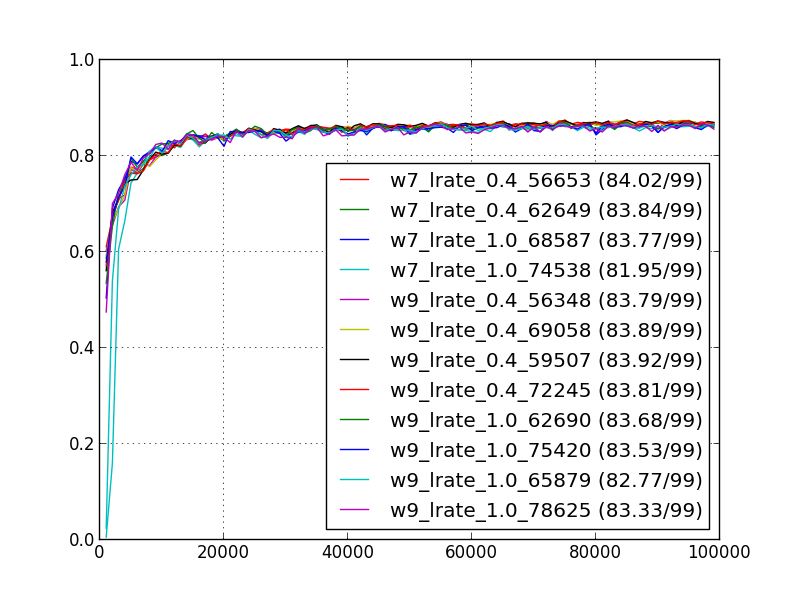 1.0
0.8
0.6
0.4
0.2
0.0
w7_lrate_0.4_56653 (84.02/99)
w7_lrate_0.4_62649 (83.84/99)
w7_lrate_1.0_68587 (83.77/99)
w7_lrate_1.0_74538 (81.95/99)
w9_lrate_0.4_56348 (83.79/99)
w9_lrate_0.4_69058 (83.89/99)
w9_lrate_0.4_59507 (83.92/99)
w9_lrate_0.4_72245 (83.81/99)
w9_lrate_1.0_62690 (83.68/99)
w9_lrate_1.0_75420 (83.53/99)
w9_lrate_1.0_65879 (82.77/99)
w9_lrate_1.0_78625 (83.33/99)
0 20000 40000 60000 80000 100000